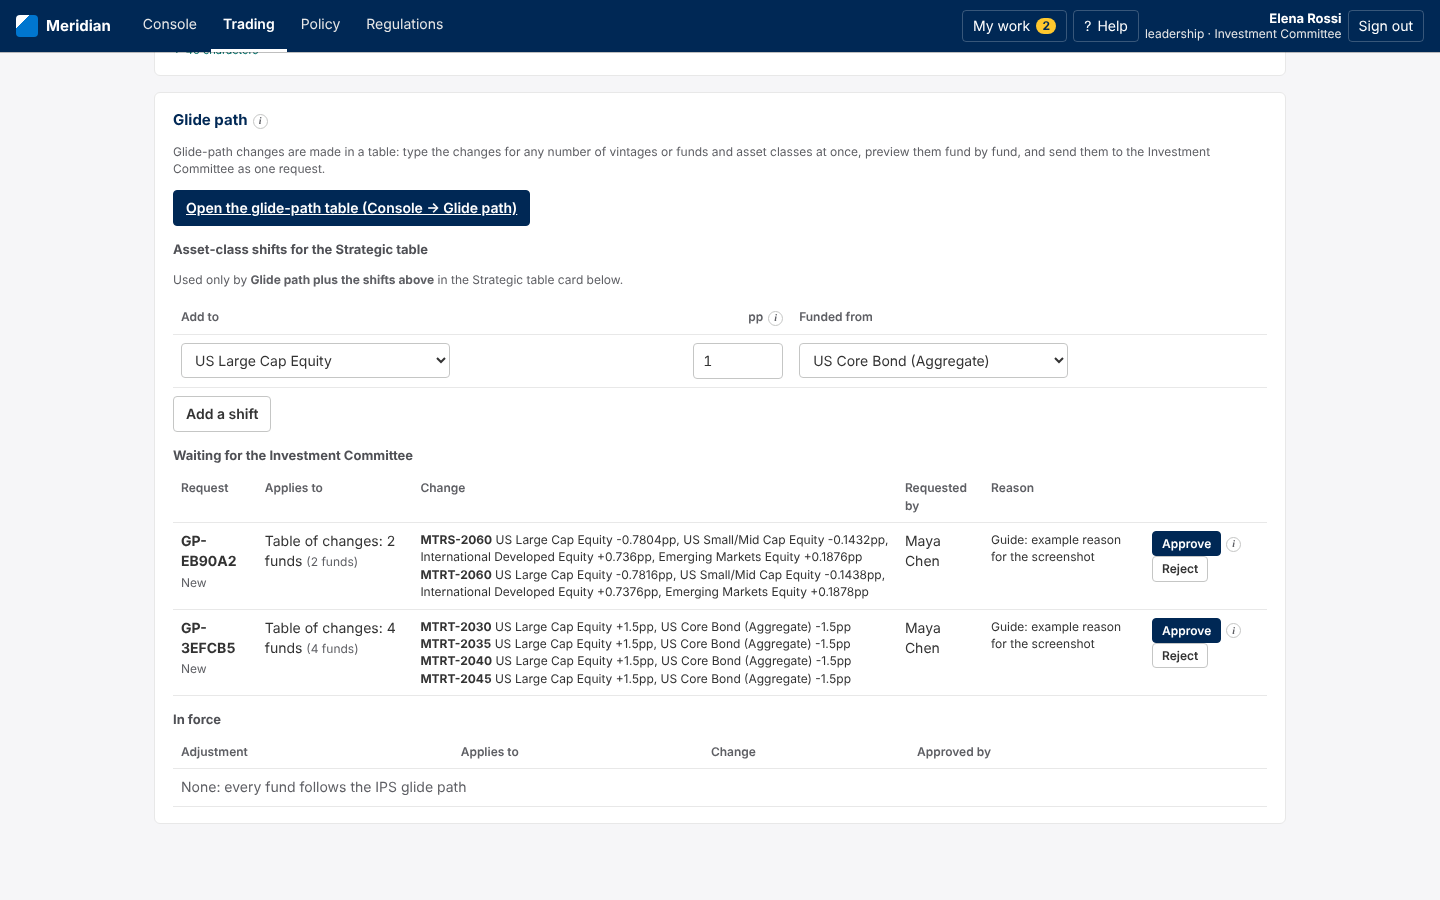 Meridian
Console
Trading
Policy
Regulations
My work 2
? Help
Elena Rossi
leadership · Investment Committee
Sign out
Glide path i
Glide-path changes are made in a table: type the changes for any number of vintages or funds and asset classes at once, preview them fund by fund, and send them to the Investment
Committee as one request.
Open the glide-path table (Console → Glide path)
Asset-class shifts for the Strategic table
Used only by Glide path plus the shifts above in the Strategic table card below.
Add to
pp i
Funded from
US Large Cap Equity
1
US Core Bond (Aggregate)
Add a shift
Waiting for the Investment Committee
Request
Applies to
Change
Requested
by
Reason
GP-
EB90A2
New
Table of changes: 2
funds (2 funds)
MTRS-2060 US Large Cap Equity -0.7804pp, US Small/Mid Cap Equity -0.1432pp,
International Developed Equity +0.736pp, Emerging Markets Equity +0.1876pp
MTRT-2060 US Large Cap Equity -0.7816pp, US Small/Mid Cap Equity -0.1438pp,
International Developed Equity +0.7376pp, Emerging Markets Equity +0.1878pp
Maya
Chen
Guide: example reason
for the screenshot
Approve i
Reject
GP-
3EFCB5
New
Table of changes: 4
funds (4 funds)
MTRT-2030 US Large Cap Equity +1.5pp, US Core Bond (Aggregate) -1.5pp
MTRT-2035 US Large Cap Equity +1.5pp, US Core Bond (Aggregate) -1.5pp
MTRT-2040 US Large Cap Equity +1.5pp, US Core Bond (Aggregate) -1.5pp
MTRT-2045 US Large Cap Equity +1.5pp, US Core Bond (Aggregate) -1.5pp
Maya
Chen
Guide: example reason
for the screenshot
Approve i
Reject
In force
Adjustment
Applies to
Change
Approved by
None: every fund follows the IPS glide path